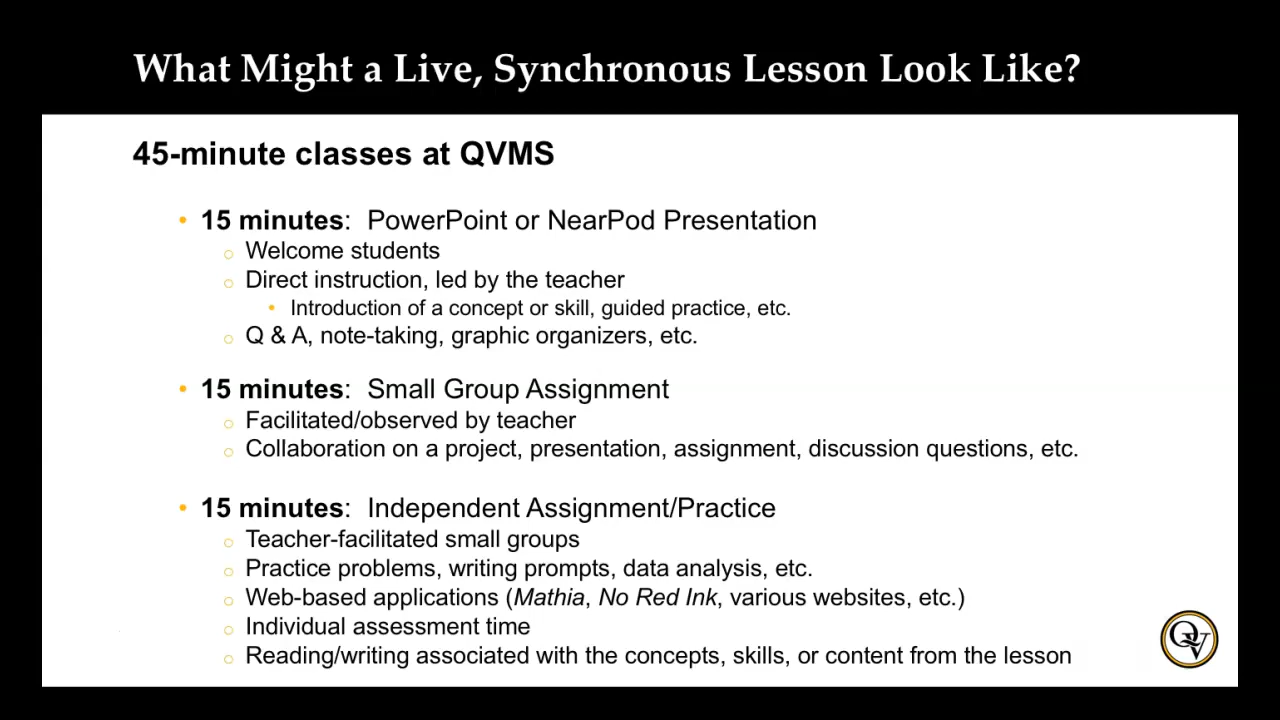 What Might a Live, Synchronous Lesson Look Like?
45-minute classes at QVMS
• 15 minutes: PowerPoint or NearPod Presentation
o Welcome students
o Direct instruction, led by the teacher
• Introduction of a concept or skill, guided practice, etc.
o Q & A, note-taking, graphic organizers, etc.
• 15 minutes: Small Group Assignment
o Facilitated/observed by teacher
o Collaboration on a project, presentation, assignment, discussion questions, etc.
• 15 minutes: Independent Assignment/Practice
o Teacher-facilitated small groups
o Practice problems, writing prompts, data analysis, etc.
o Web-based applications (Mathia, No Red Ink, various websites, etc.)
o Individual assessment time
o Reading/writing associated with the concepts, skills, or content from the lesson
QV